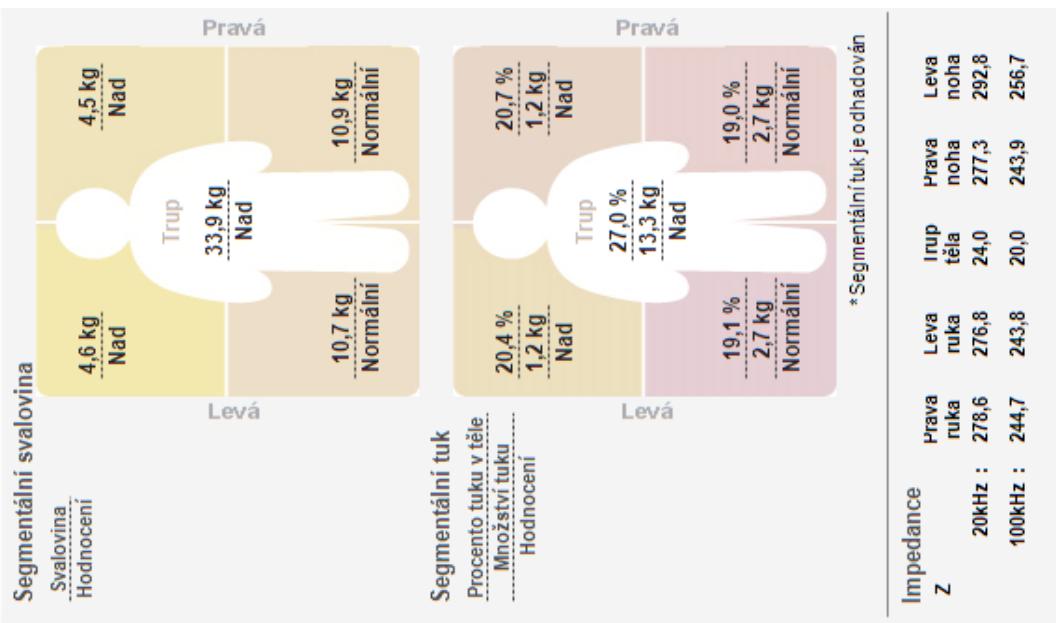 Segmentální svalovina
Svalovina
Hodnocení
Levá
Pravá
4,6 kg
Nad
4,5 kg
Nad
Trup
33,9 kg
Nad
10,7 kg
Normální
10,9 kg
Normální
Segmentální tuk
Procento tuku v těle
Množství tuku
Hodnocení
Levá
Pravá
20,4 %
1,2 kg
Nad
20,7 %
1,2 kg
Nad
Trup
27,0 %
13,3 kg
Nad
19,1 %
2,7 kg
Normální
19,0 %
2,7 kg
Normální
* Segmentální tuk je odhadován
Impedance
Z Prava ruka Leva ruka Trup těla Prava noha Leva noha
20kHz : 278,6 276,8 24,0 277,3 292,8
100kHz : 244,7 243,8 20,0 243,9 256,7